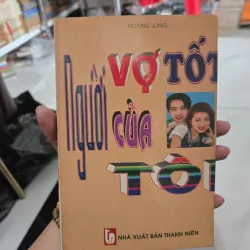 HOÀNG LONG
NGƯỜI VỢ TỐT
CỦA
TÔI
NHÀ XUẤT BẢN THANH NIÊN